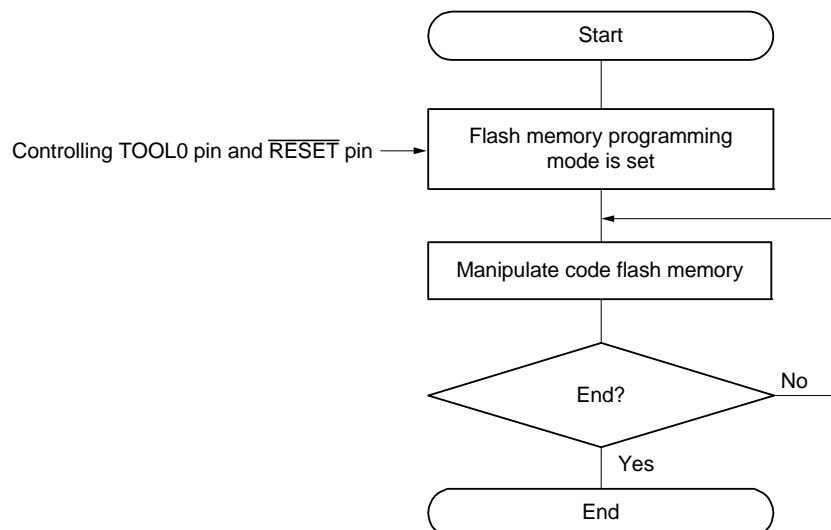 Start
Controlling TOOL0 pin and RESET pin
Flash memory programming
mode is set
Manipulate code flash memory
End?
No
Yes
End